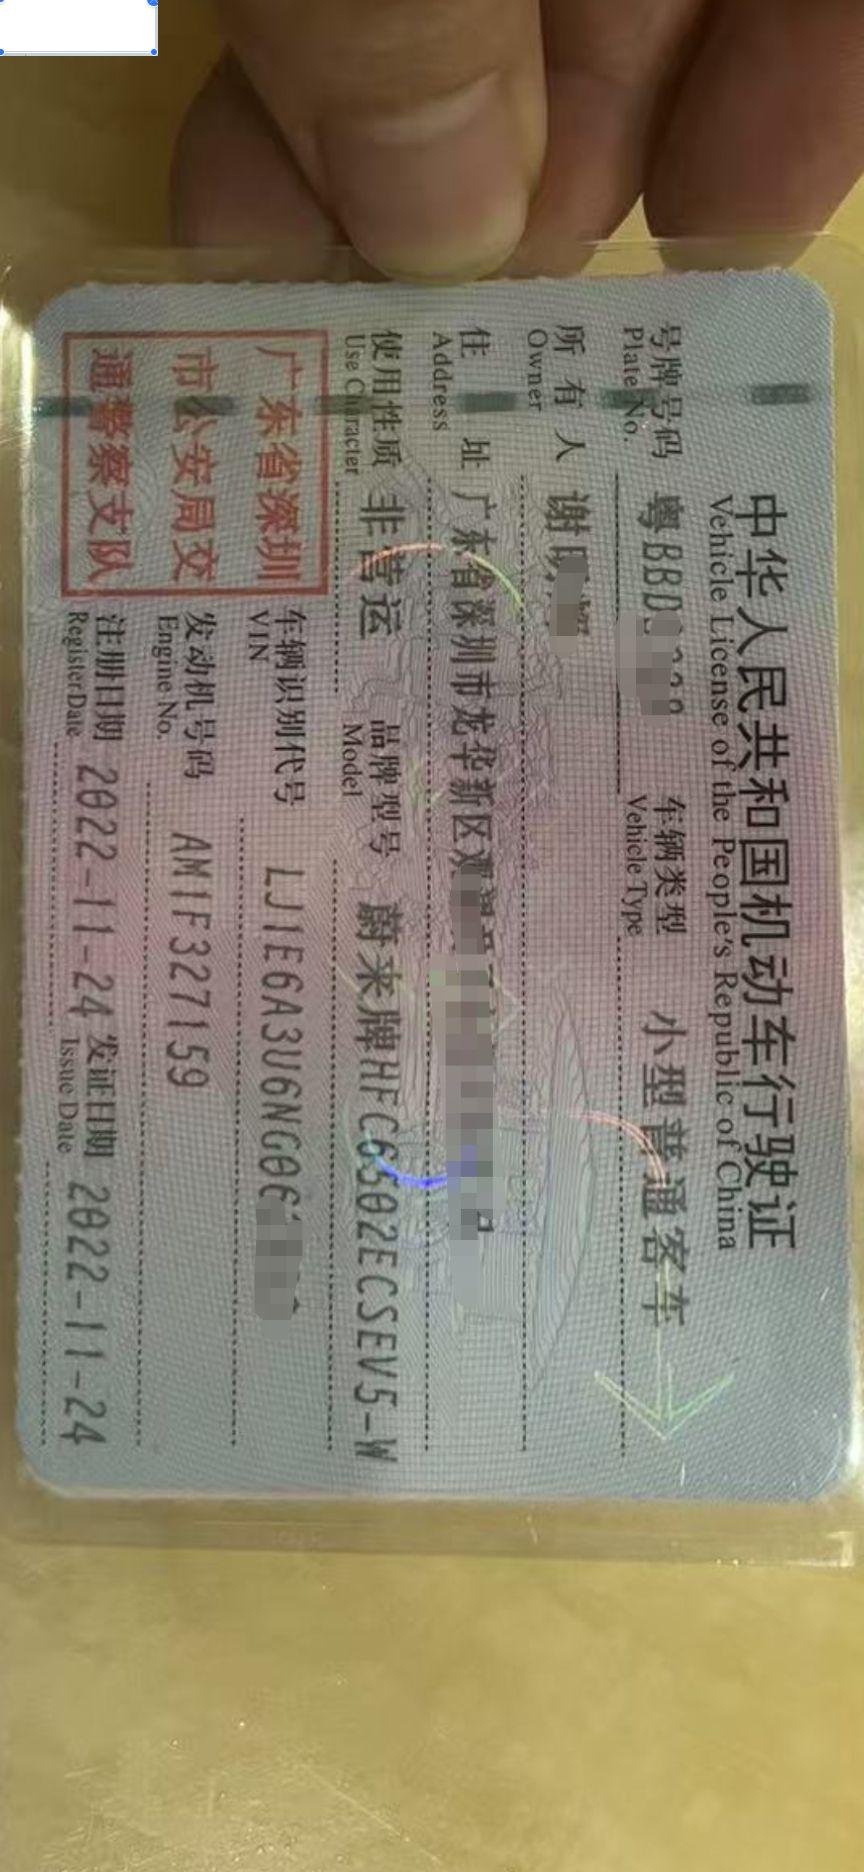 中华人民共和国机动车行驶证
Vehicle License of the People's Republic of China
号牌号码 粤BBD 车辆类型 小型普通客车
Plate No. Vehicle Type
所有人 谢
Owner
住址 广东省深圳市龙华新区观
Address
使用性质 非营运 品牌型号 蔚来牌HFC6502ECSEV5-W
Use Character Model
广东省深圳
市公安局交
通警察支队
车辆识别代号 LJ1E6A3U6NG06
VIN
发动机号码 AM1F327159
Engine No.
注册日期 2022-11-24 发证日期 2022-11-24
Register Date Issue Date